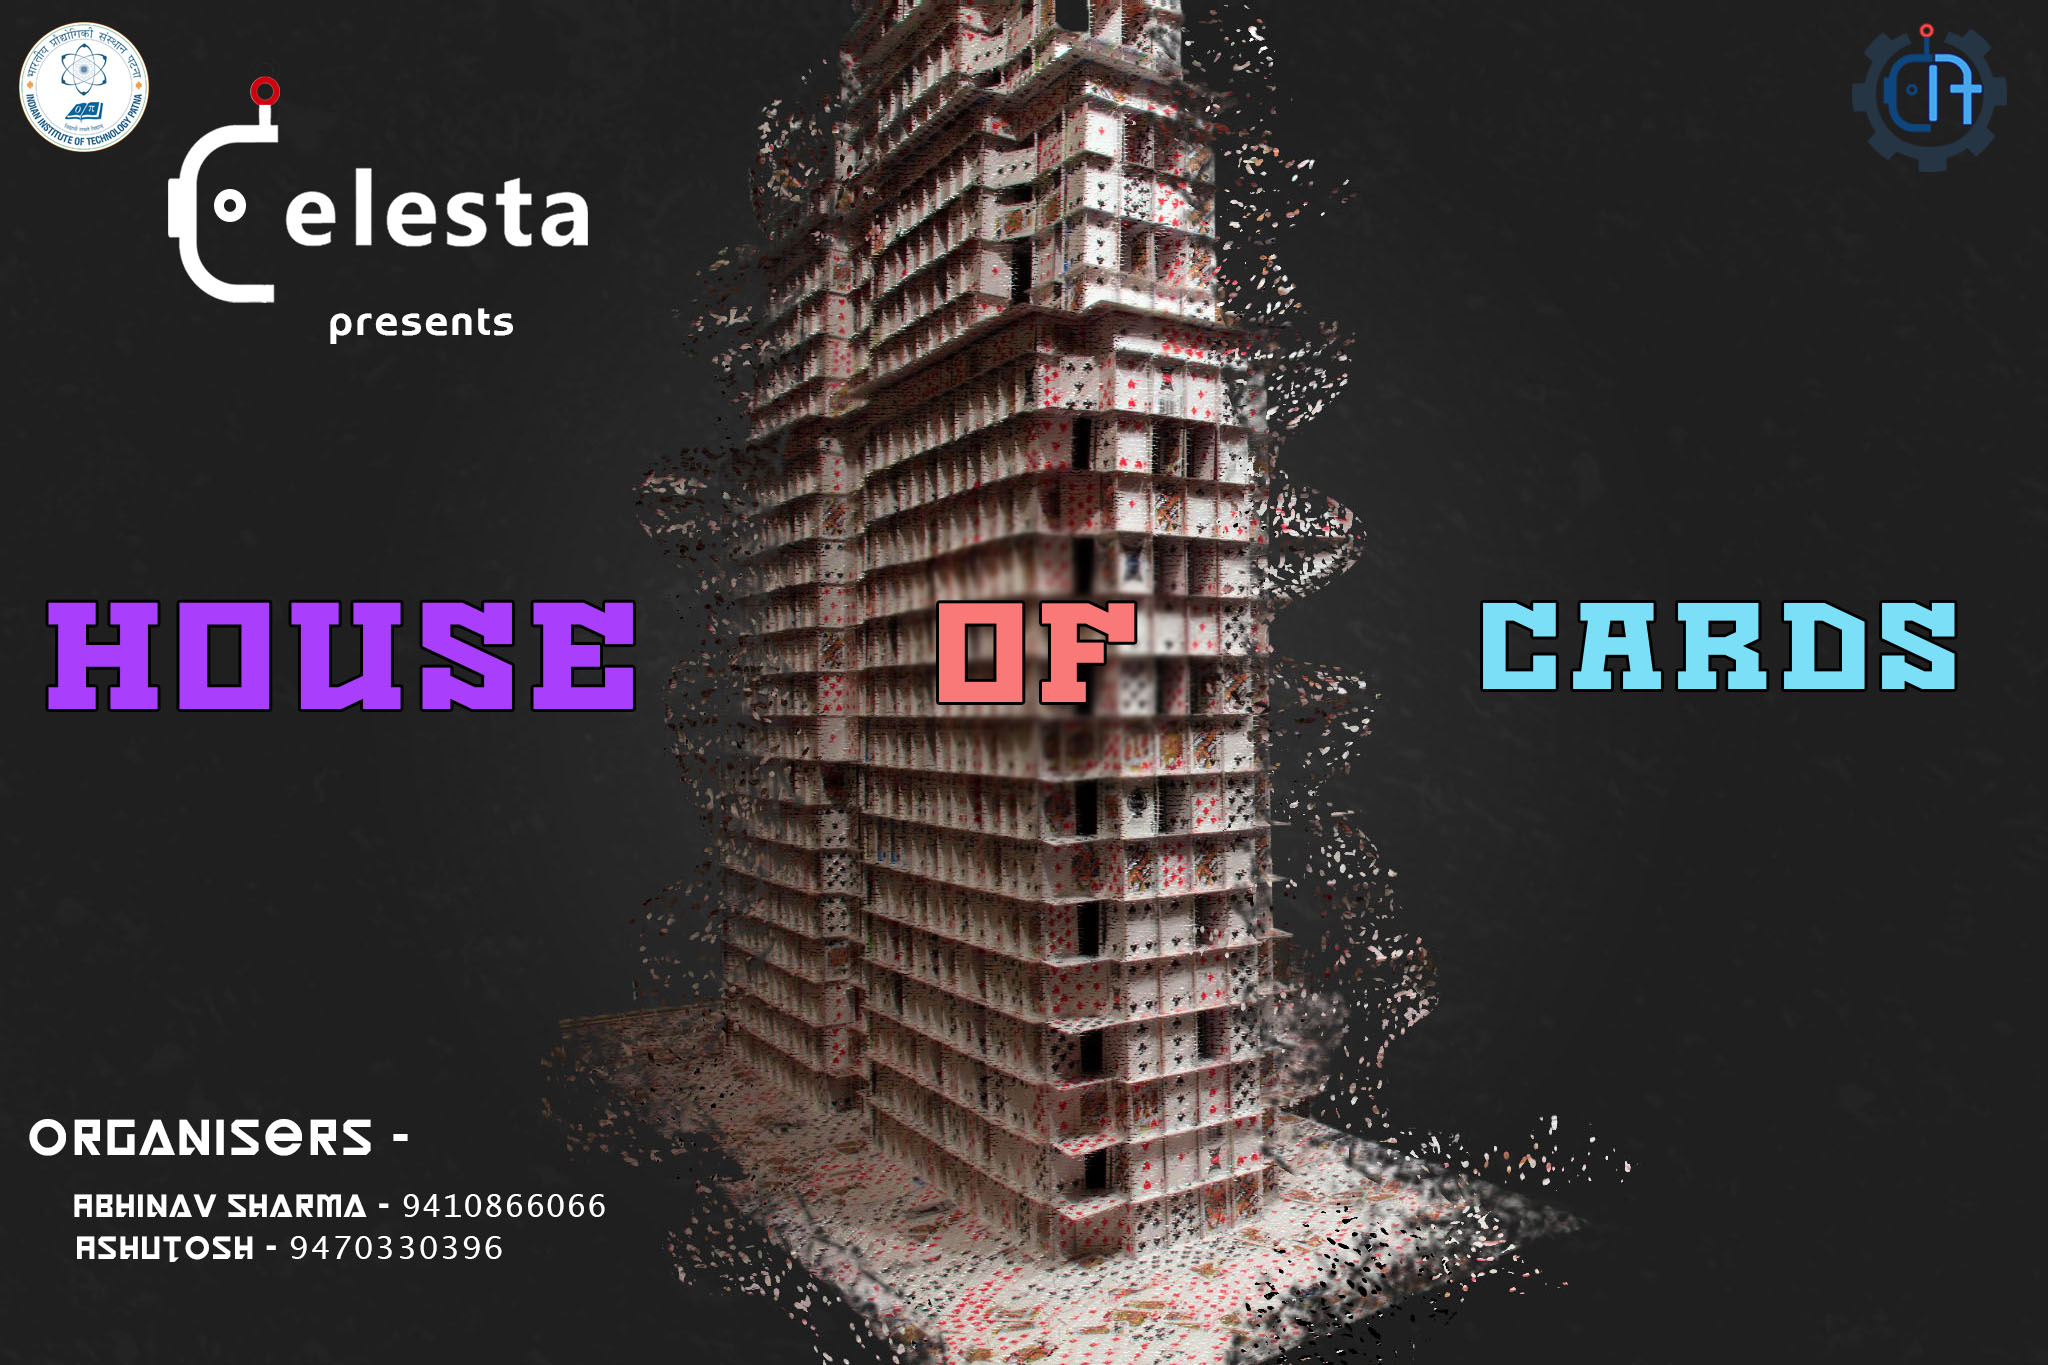 भारतीय प्रौद्योगिकी संस्थान पटना
INDIAN INSTITUTE OF TECHNOLOGY PATNA
Celesta
presents
HOUSE OF CARDS
ORGANISERS -
ABHINAV SHARMA - 9410866066
ASHUTOSH - 9470330396